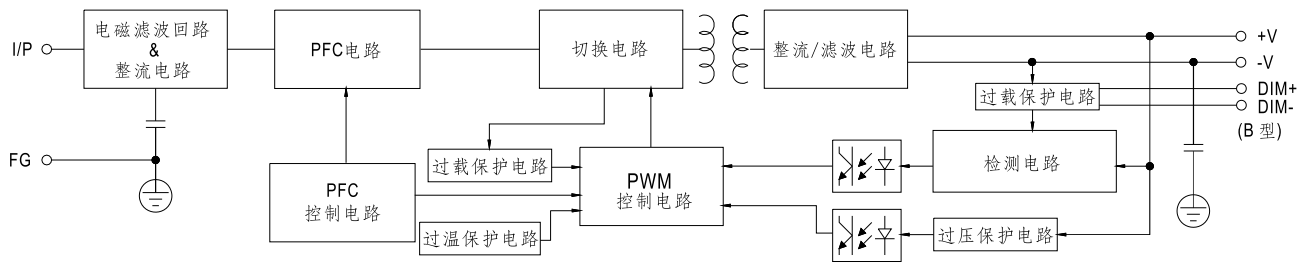 I/P
电磁滤波回路
&
整流电路
PFC电路
切换电路
整流/滤波电路
+V
-V
过载保护电路
DIM+
DIM-
(B 型)
FG
过载保护电路
PFC
控制电路
过温保护电路
PWM
控制电路
检测电路
过压保护电路